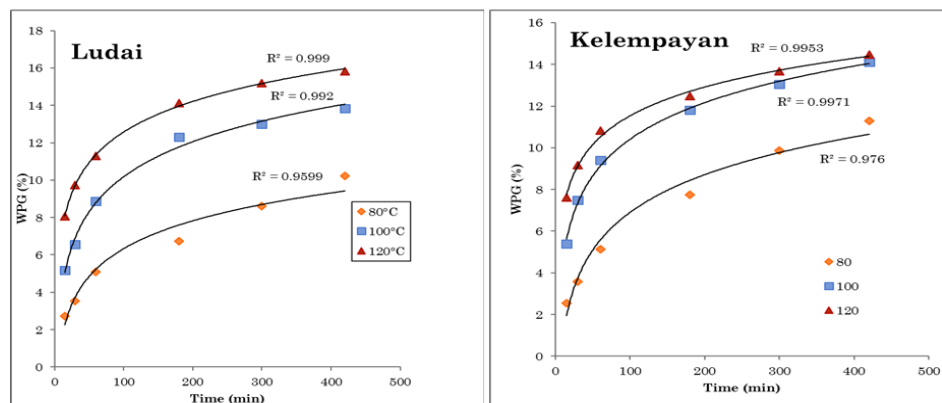 Ludai
18
16
14
12
10
8
6
4
2
0
WPG (%)
0 100 200 300 400 500
Time (min)
R² = 0.999
R² = 0.992
R² = 0.9599
80°C
100°C
120°C
Kelempayan
16
14
12
10
8
6
4
2
0
WPG (%)
0 100 200 300 400 500
Time (min)
R² = 0.9953
R² = 0.9971
R² = 0.976
80
100
120